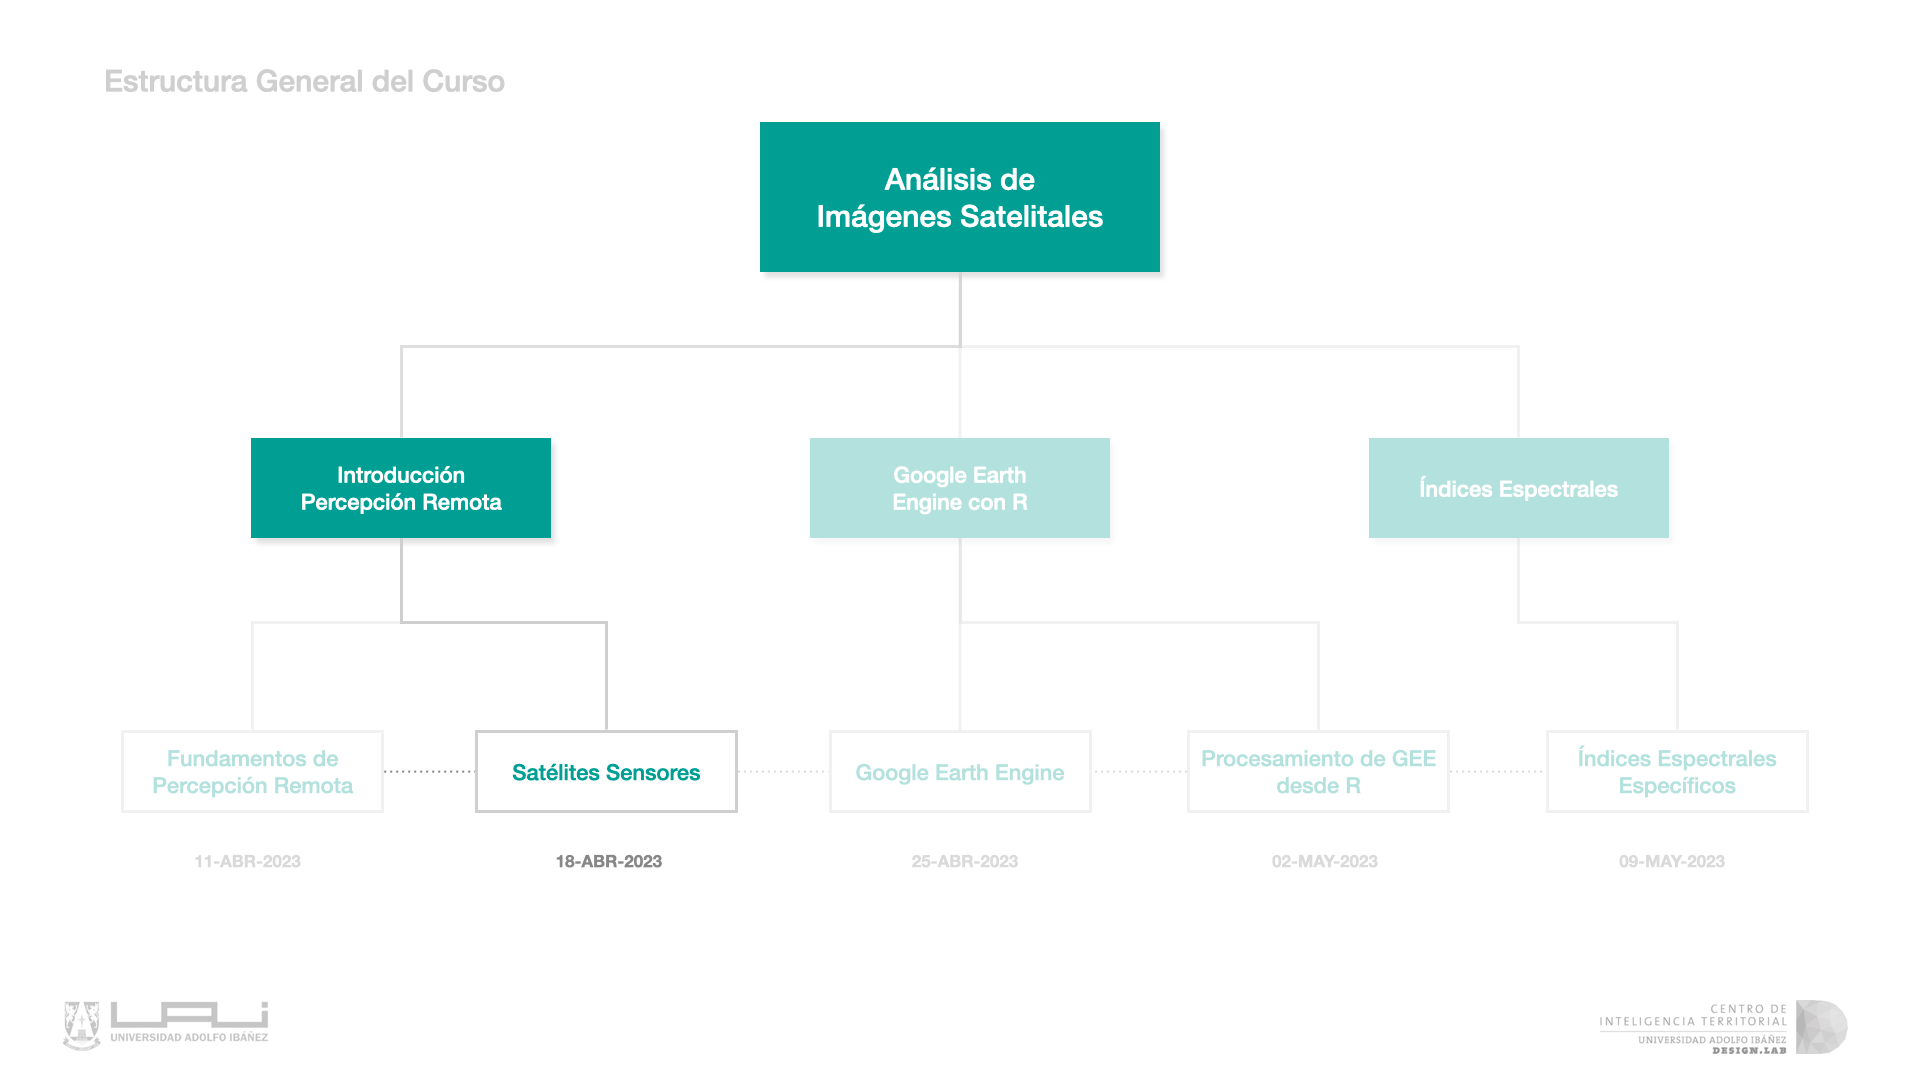 Estructura General del Curso
Análisis de
Imágenes Satelitales
Introducción
Percepción Remota
Google Earth
Engine con R
Índices Espectrales
Fundamentos de
Percepción Remota
Satélites Sensores
Google Earth Engine
Procesamiento de GEE
desde R
Índices Espectrales
Específicos
11-ABR-2023
18-ABR-2023
25-ABR-2023
02-MAY-2023
09-MAY-2023
UAI
UNIVERSIDAD ADOLFO IBÁÑEZ
CENTRO DE
INTELIGENCIA TERRITORIAL
UNIVERSIDAD ADOLFO IBÁÑEZ
DESIGN.LAB